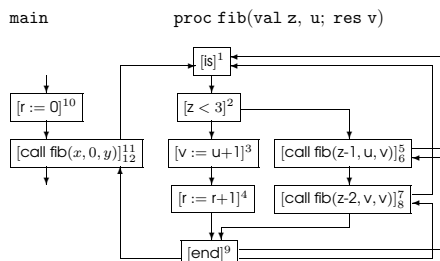 main
proc fib(val z, u; res v)
[is]¹
[r := 0]¹⁰
[z < 3]²
[call fib(x, 0, y)]¹¹₁₂
[v := u+1]³
[call fib(z-1, u, v)]⁵₆
[r := r+1]⁴
[call fib(z-2, v, v)]⁷₈
[end]⁹